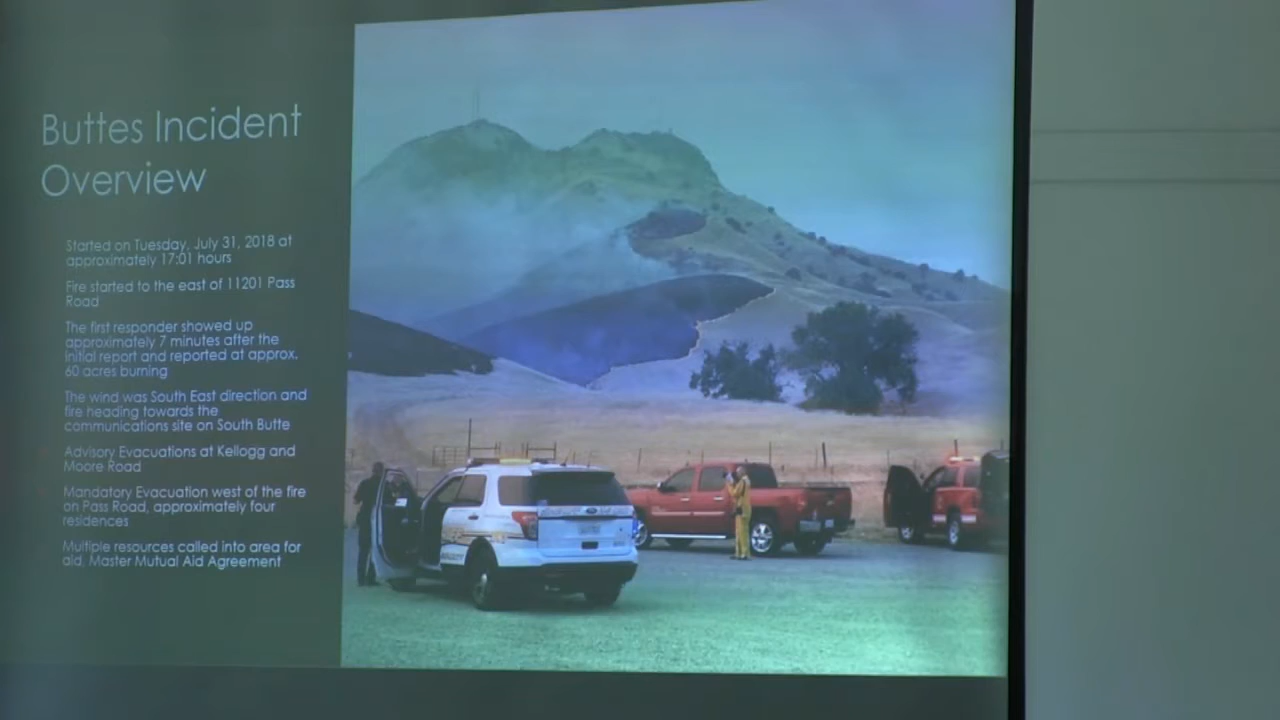 Buttes Incident
Overview
Started on Tuesday, July 31, 2018 at
approximately 17:01 hours
Fire started to the east of 11201 Pass
Road
The first responder showed up
approximately 7 minutes after the
initial report and reported at approx.
60 acres burning
The wind was South East direction and
fire heading towards the
communications site on South Butte
Advisory Evacuations at Kellogg and
Moore Road
Mandatory Evacuation west of the fire
on Pass Road, approximately four
residences
Multiple resources called into area for
aid, Master Mutual Aid Agreement